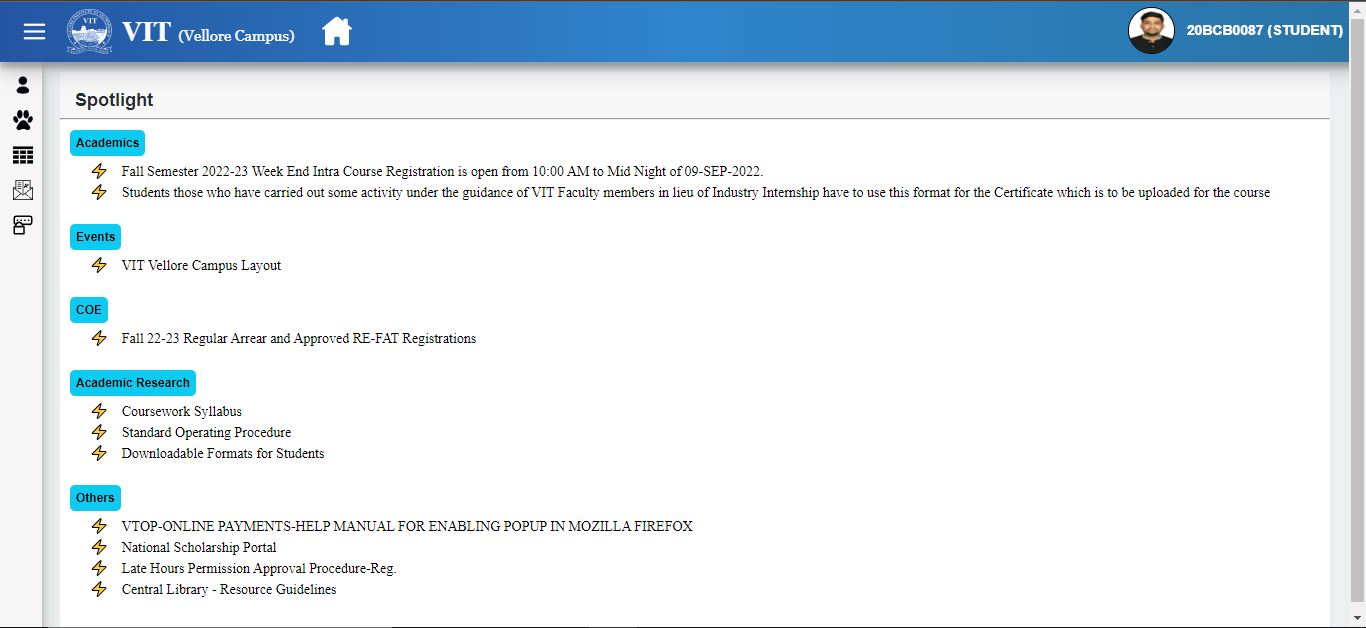 VIT (Vellore Campus)
20BCB0087 (STUDENT)
Spotlight
Academics
Fall Semester 2022-23 Week End Intra Course Registration is open from 10:00 AM to Mid Night of 09-SEP-2022.
Students those who have carried out some activity under the guidance of VIT Faculty members in lieu of Industry Internship have to use this format for the Certificate which is to be uploaded for the course
Events
VIT Vellore Campus Layout
COE
Fall 22-23 Regular Arrear and Approved RE-FAT Registrations
Academic Research
Coursework Syllabus
Standard Operating Procedure
Downloadable Formats for Students
Others
VTOP-ONLINE PAYMENTS-HELP MANUAL FOR ENABLING POPUP IN MOZILLA FIREFOX
National Scholarship Portal
Late Hours Permission Approval Procedure-Reg.
Central Library - Resource Guidelines